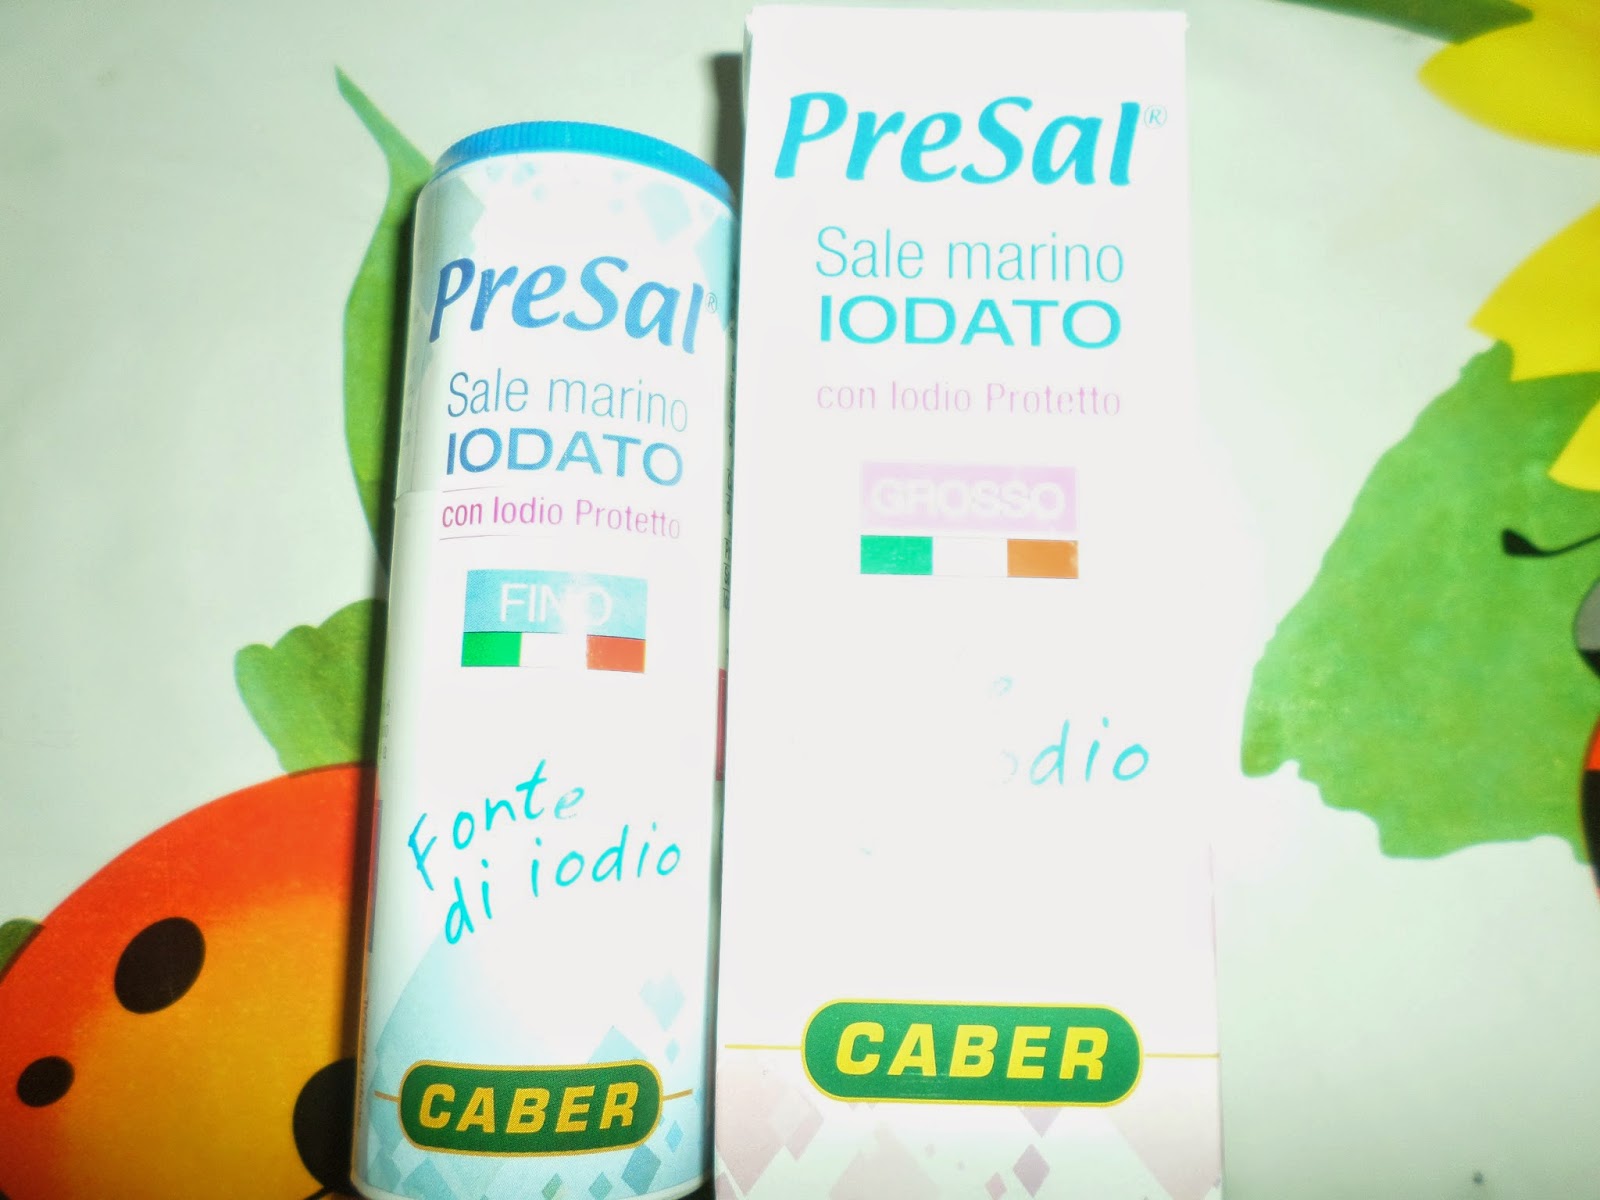 PreSal®
Sale marino
IODATO
con Iodio Protetto
FINO
Fonte
di iodio
CABER
PreSal®
Sale marino
IODATO
con Iodio Protetto
GROSSO
CABER